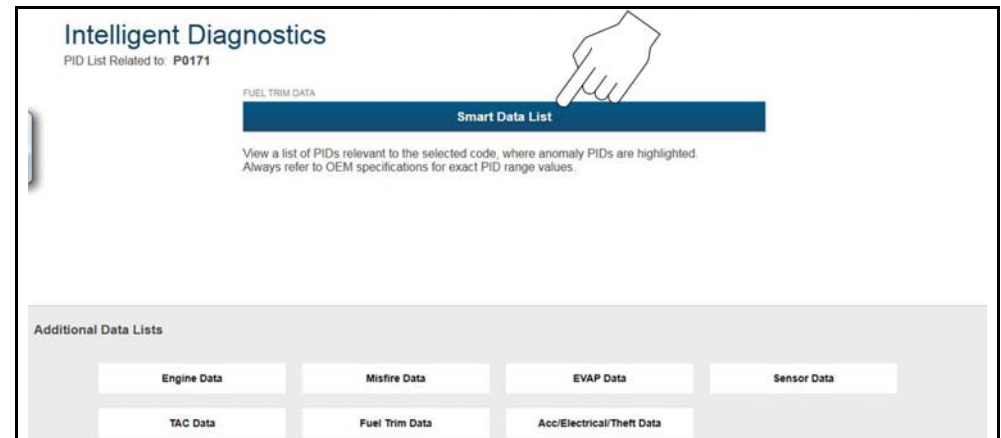 Intelligent Diagnostics
PID List Related to: P0171
FUEL TRIM DATA
Smart Data List
View a list of PIDs relevant to the selected code, where anomaly PIDs are highlighted.
Always refer to OEM specifications for exact PID range values.
Additional Data Lists
Engine Data Misfire Data EVAP Data Sensor Data
TAC Data Fuel Trim Data Acc/Electrical/Theft Data